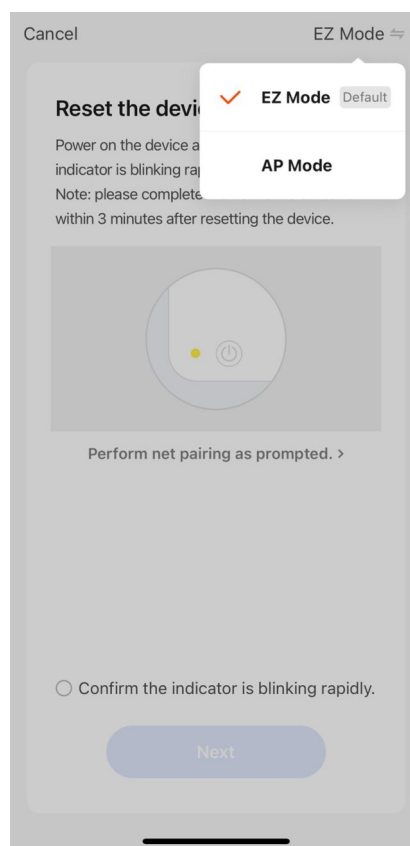 Cancel
EZ Mode
EZ Mode Default
AP Mode
Reset the devi
Power on the device a
indicator is blinking ra
Note: please complete
within 3 minutes after resetting the device.
Perform net pairing as prompted. >
Confirm the indicator is blinking rapidly.
Next